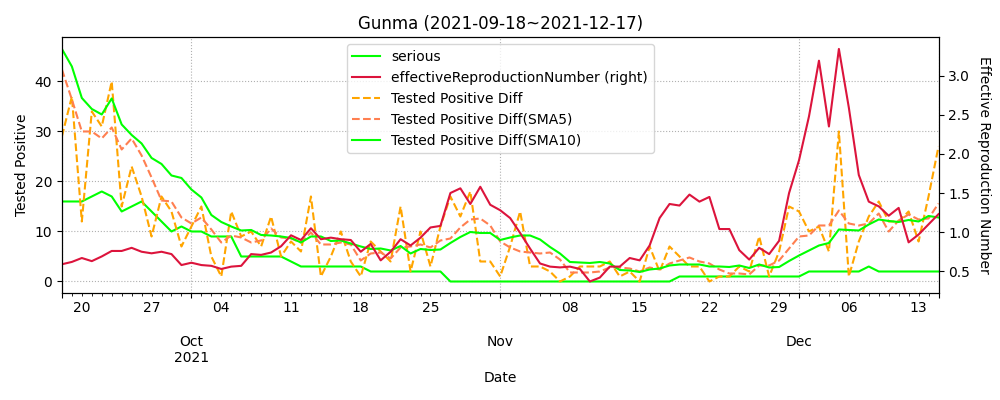 Gunma (2021-09-18~2021-12-17)
serious
effectiveReproductionNumber (right)
Tested Positive Diff
Tested Positive Diff(SMA5)
Tested Positive Diff(SMA10)
Tested Positive
40
30
20
10
0
Effective Reproduction Number
3.0
2.5
2.0
1.5
1.0
0.5
20 27 04 11 18 25 08 15 22 29 06 13
Oct Nov Dec
2021
Date